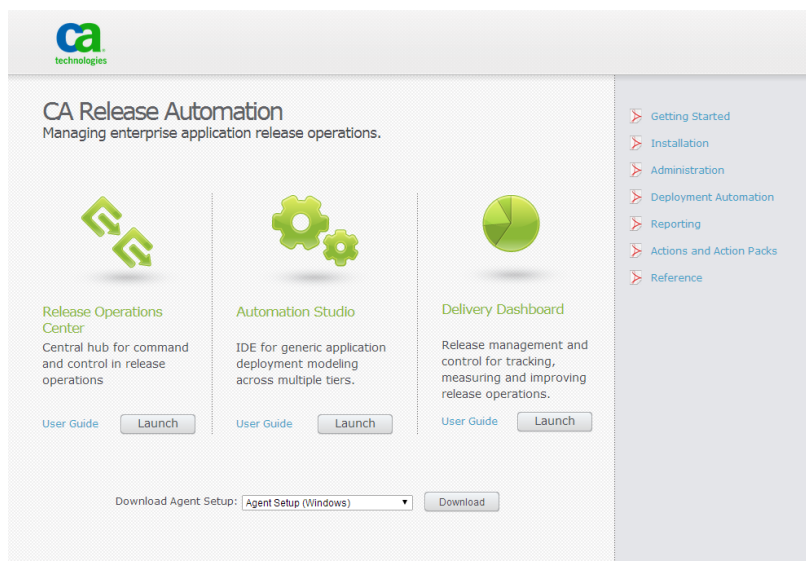 ca
technologies
CA Release Automation
Managing enterprise application release operations.
Release Operations
Center
Central hub for command
and control in release
operations
User Guide
Launch
Automation Studio
IDE for generic application
deployment modeling
across multiple tiers.
User Guide
Launch
Delivery Dashboard
Release management and
control for tracking,
measuring and improving
release operations.
User Guide
Launch
Download Agent Setup:
Agent Setup (Windows)
Download
Getting Started
Installation
Administration
Deployment Automation
Reporting
Actions and Action Packs
Reference